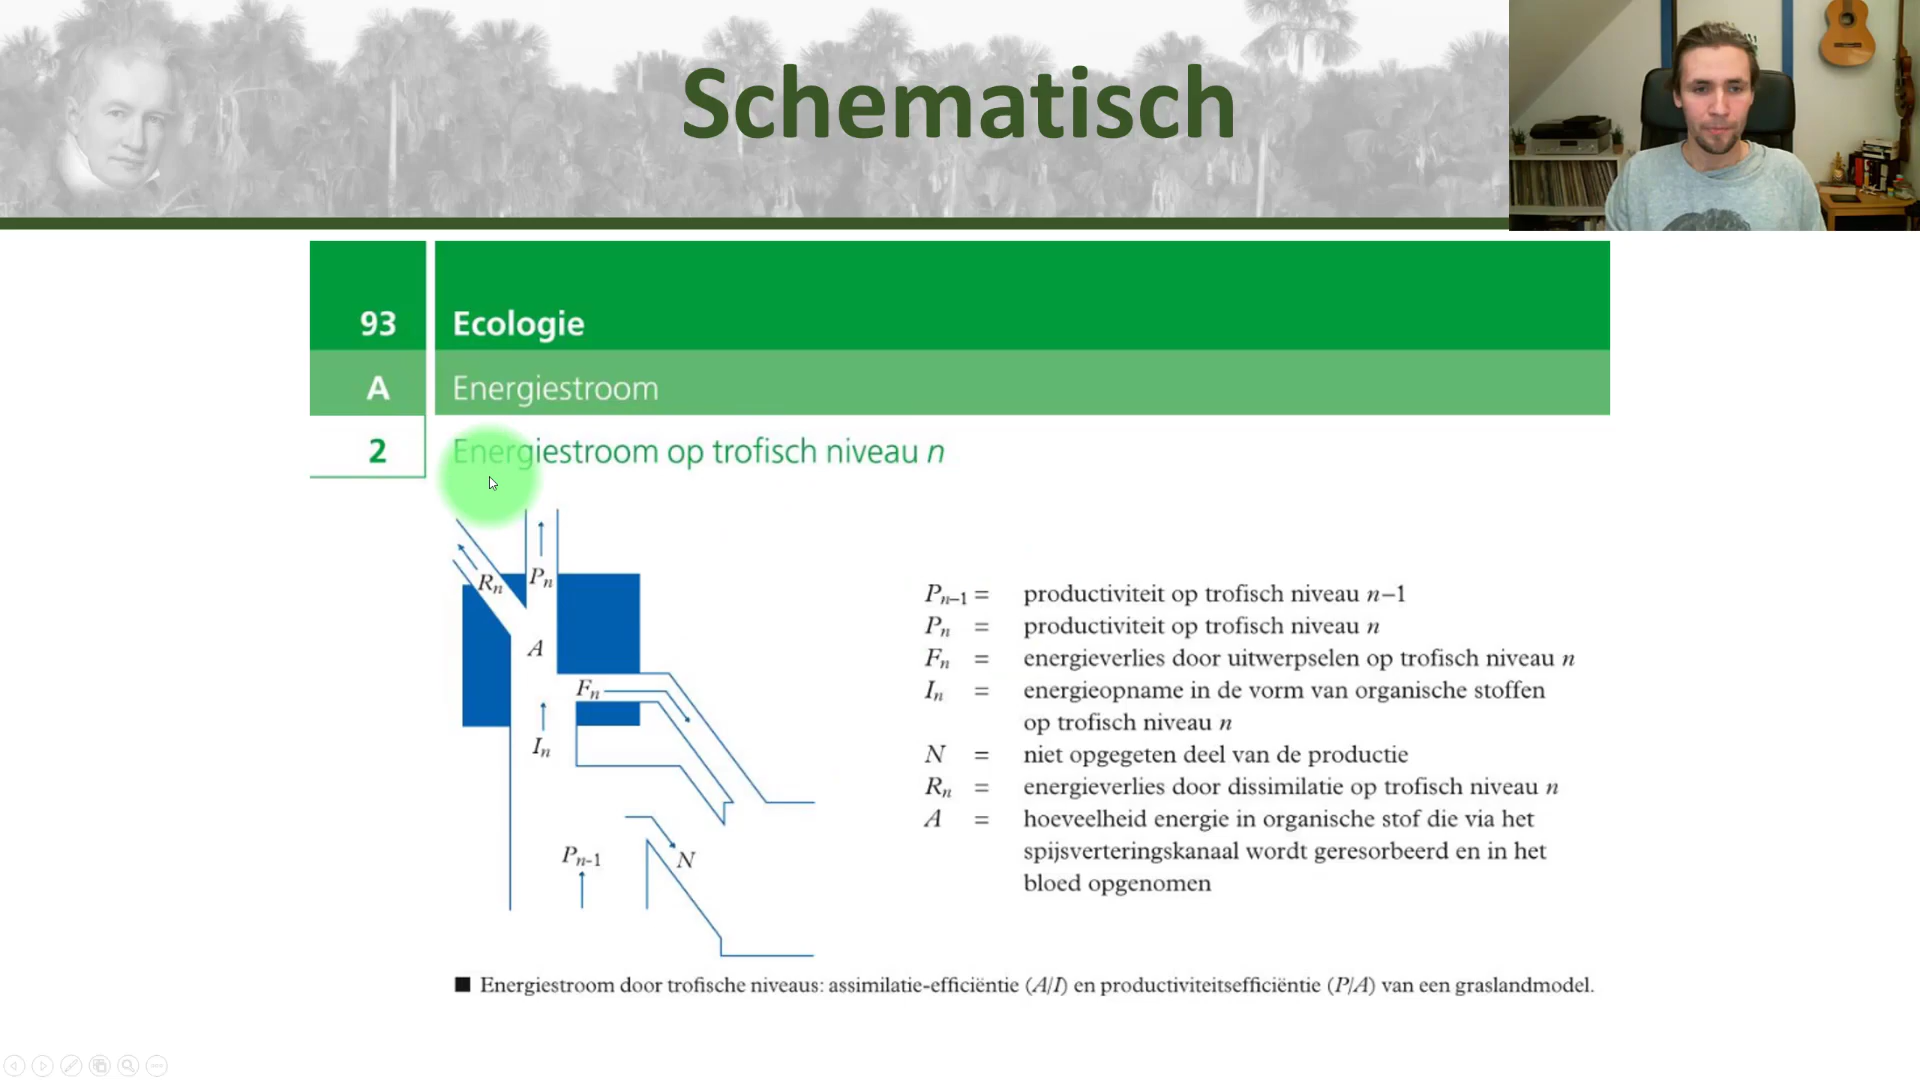 Schematisch
93 Ecologie
A Energiestroom
2 Energiestroom op trofisch niveau n
Rn
Pn
A
Fn
In
Pn-1
N
Pn–1 = productiviteit op trofisch niveau n–1
Pn = productiviteit op trofisch niveau n
Fn = energieverlies door uitwerpselen op trofisch niveau n
In = energieopname in de vorm van organische stoffen
op trofisch niveau n
N = niet opgegeten deel van de productie
Rn = energieverlies door dissimilatie op trofisch niveau n
A = hoeveelheid energie in organische stof die via het
spijsverteringskanaal wordt geresorbeerd en in het
bloed opgenomen
■ Energiestroom door trofische niveaus: assimilatie-efficiëntie (A/I) en productiviteitsefficiëntie (P/A) van een graslandmodel.